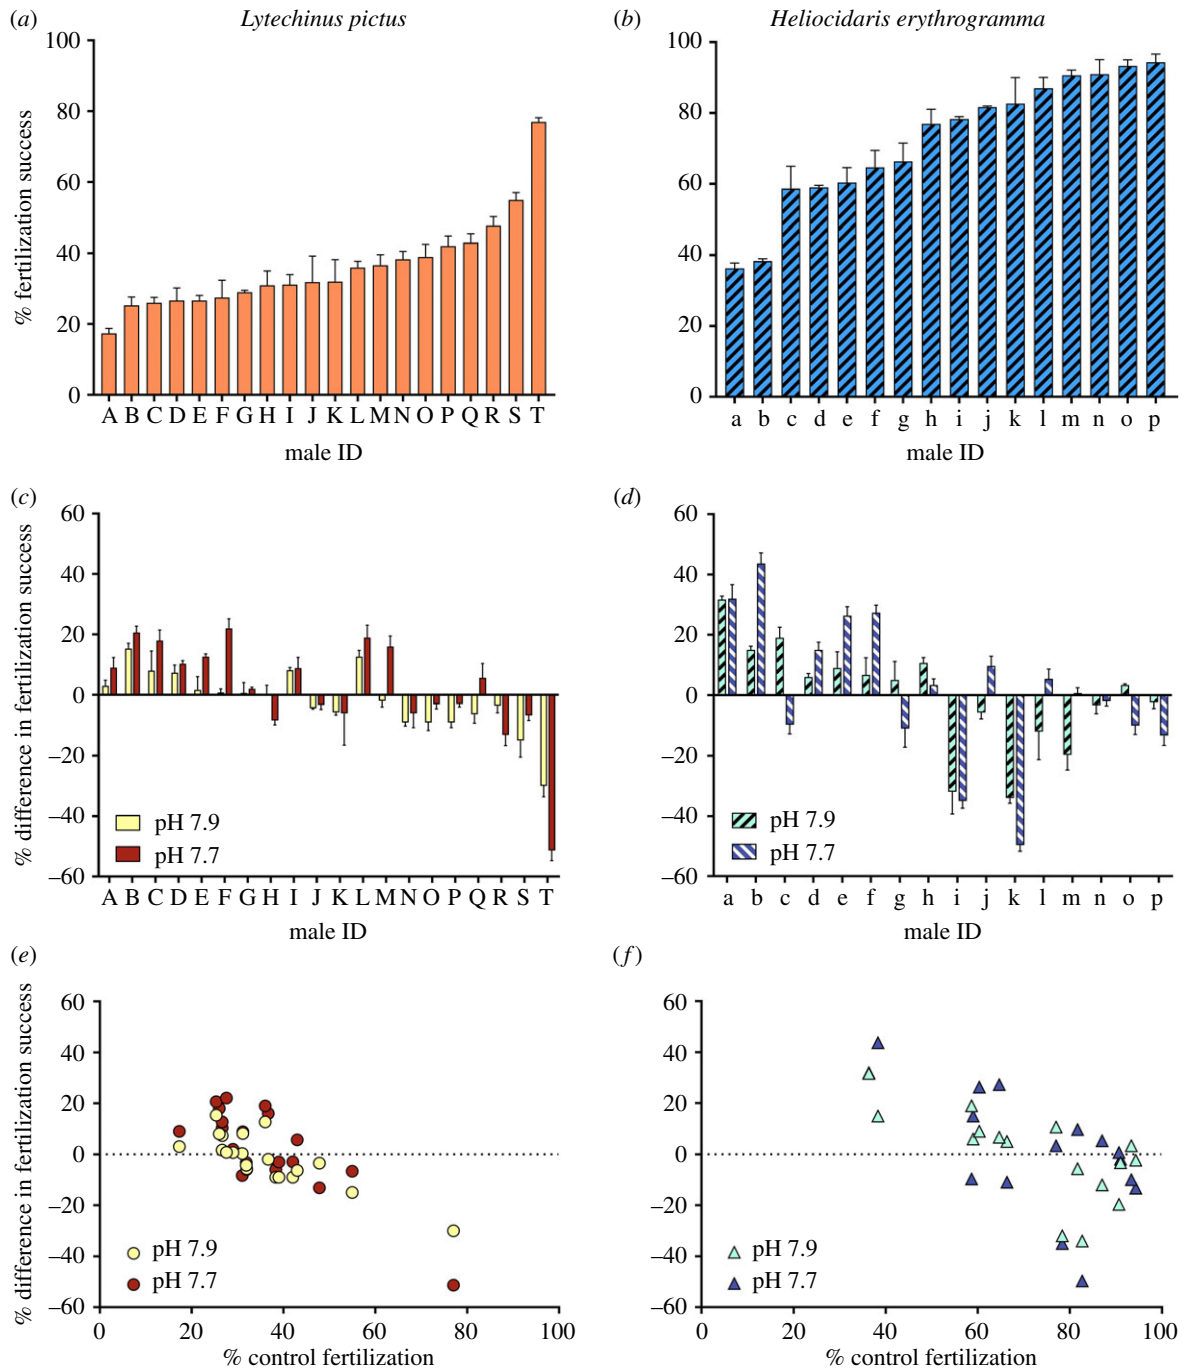 (a) Lytechinus pictus
(b) Heliocidaris erythrogramma
% fertilization success
100
80
60
40
20
0
A B C D E F G H I J K L M N O P Q R S T
male ID
100
80
60
40
20
0
a b c d e f g h i j k l m n o p
male ID
(c)
% difference in fertilization success
60
40
20
0
–20
–40
–60
pH 7.9
pH 7.7
A B C D E F G H I J K L M N O P Q R S T
male ID
(d)
60
40
20
0
–20
–40
–60
pH 7.9
pH 7.7
a b c d e f g h i j k l m n o p
male ID
(e)
% difference in fertilization success
60
40
20
0
–20
–40
–60
pH 7.9
pH 7.7
0 20 40 60 80 100
% control fertilization
(f)
60
40
20
0
–20
–40
–60
pH 7.9
pH 7.7
0 20 40 60 80 100
% control fertilization